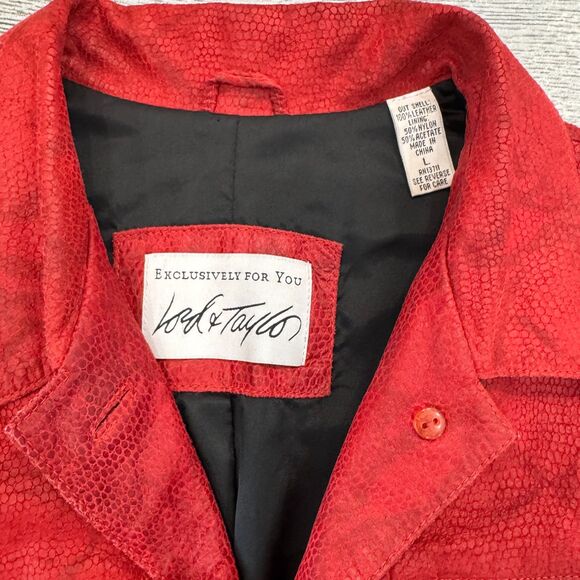 OUT SHELL:
100% LEATHER
LINING:
50% NYLON
50% ACETATE
MADE IN
CHINA
L
RN13711
SEE REVERSE
FOR CARE
EXCLUSIVELY FOR YOU
Lord & Taylor